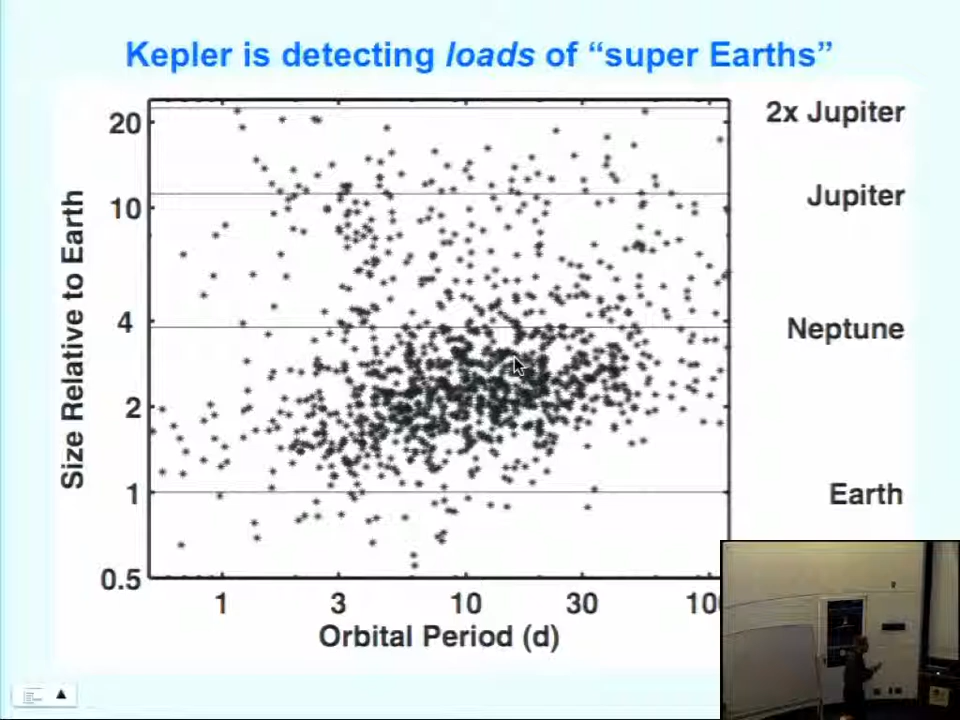 Kepler is detecting loads of “super Earths”
20
10
4
2
1
0.5
Size Relative to Earth
1 3 10 30 100
Orbital Period (d)
2x Jupiter
Jupiter
Neptune
Earth